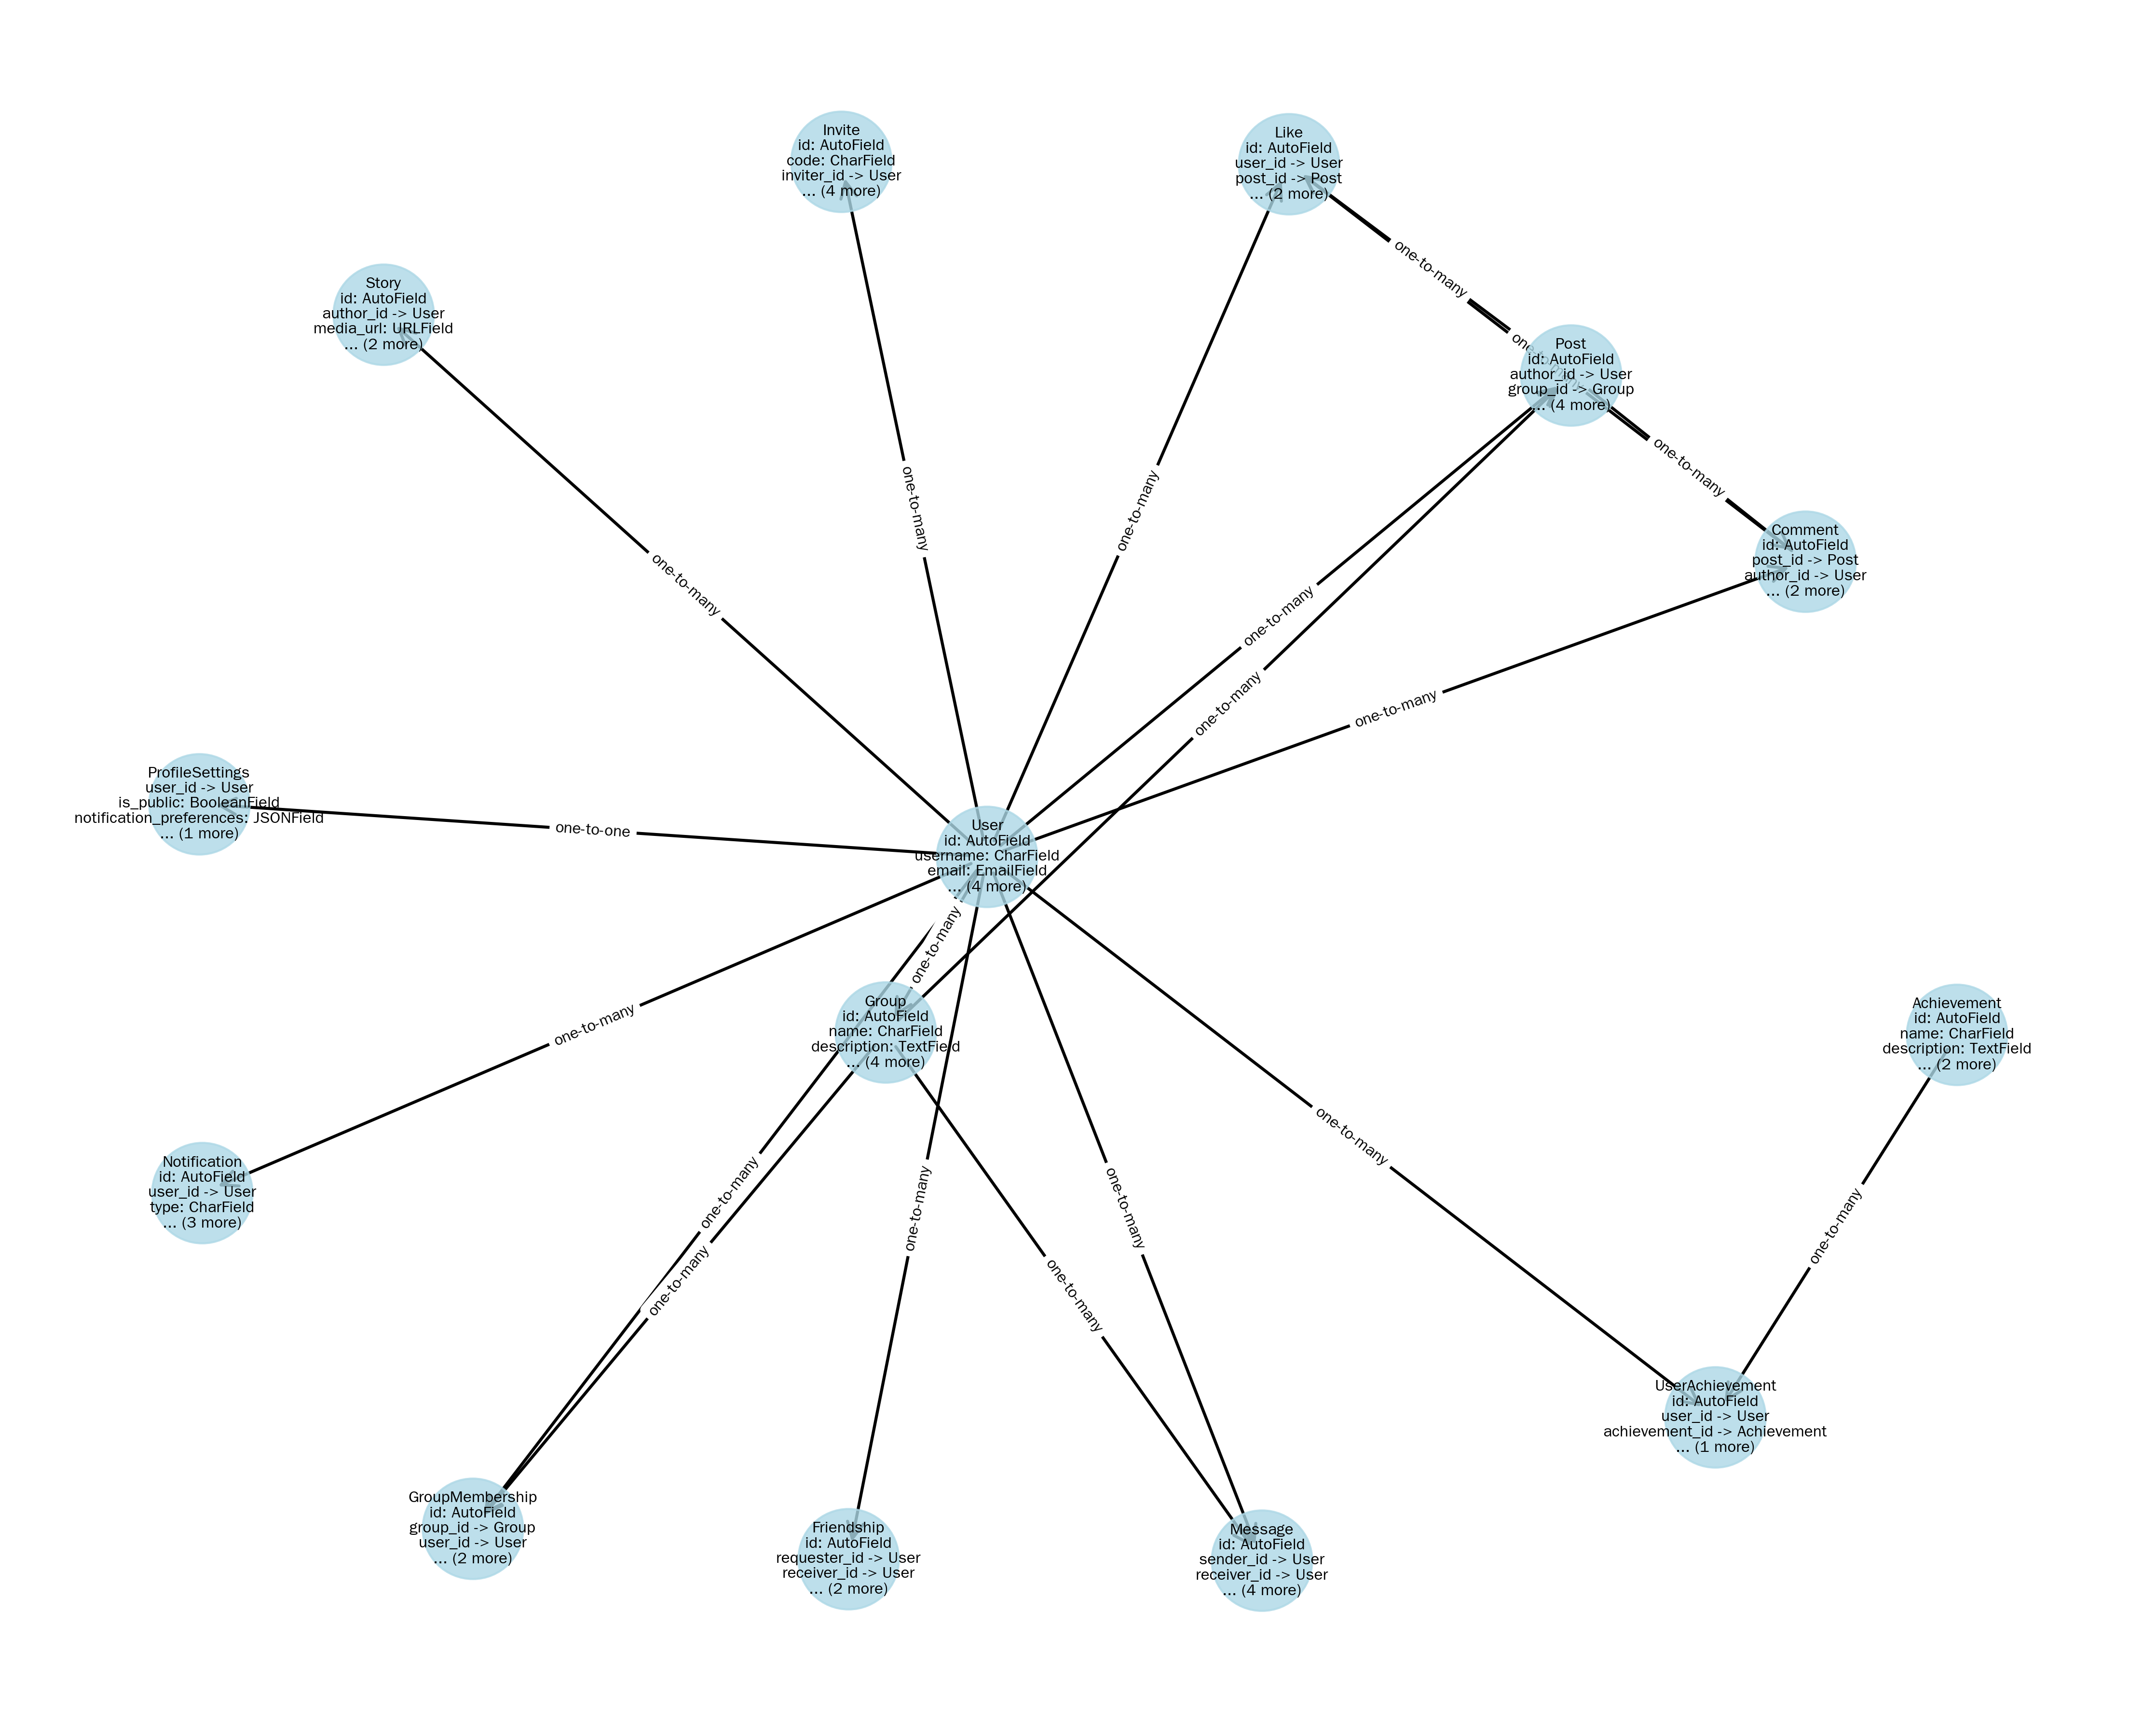 Invite
id: AutoField
code: CharField
inviter_id -> User
... (4 more)
Like
id: AutoField
user_id -> User
post_id -> Post
... (2 more)
one-to-many
Story
id: AutoField
author_id -> User
media_url: URLField
... (2 more)
Post
id: AutoField
author_id -> User
group_id -> Group
... (4 more)
one-to-many
one-to-many
one-to-many
one-to-many
Comment
id: AutoField
post_id -> Post
author_id -> User
... (2 more)
one-to-many
one-to-many
one-to-many
one-to-many
ProfileSettings
user_id -> User
is_public: BooleanField
notification_preferences: JSONField
... (1 more)
one-to-one
User
id: AutoField
username: CharField
email: EmailField
... (4 more)
one-to-many
Group
id: AutoField
name: CharField
description: TextField
... (4 more)
one-to-many
Achievement
id: AutoField
name: CharField
description: TextField
... (2 more)
one-to-many
Notification
id: AutoField
user_id -> User
type: CharField
... (3 more)
one-to-many
one-to-many
one-to-many
one-to-many
one-to-many
one-to-many
UserAchievement
id: AutoField
user_id -> User
achievement_id -> Achievement
... (1 more)
GroupMembership
id: AutoField
group_id -> Group
user_id -> User
... (2 more)
Friendship
id: AutoField
requester_id -> User
receiver_id -> User
... (2 more)
Message
id: AutoField
sender_id -> User
receiver_id -> User
... (4 more)